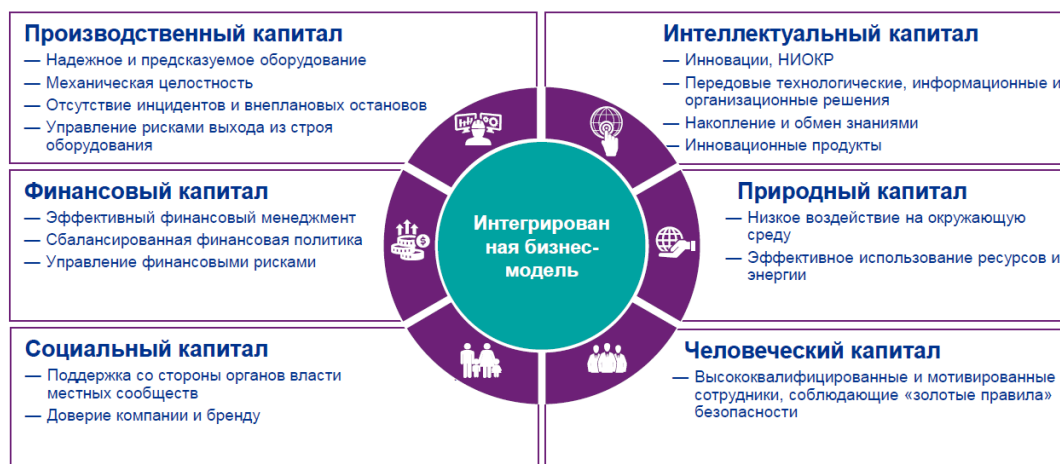 Производственный капитал
— Надежное и предсказуемое оборудование
— Механическая целостность
— Отсутствие инцидентов и внеплановых остановов
— Управление рисками выхода из строя
оборудования
Интеллектуальный капитал
— Инновации, НИОКР
— Передовые технологические, информационные и
организационные решения
— Накопление и обмен знаниями
— Инновационные продукты
Финансовый капитал
— Эффективный финансовый менеджмент
— Сбалансированная финансовая политика
— Управление финансовыми рисками
Интегрирован
ная бизнес-
модель
Природный капитал
— Низкое воздействие на окружающую
среду
— Эффективное использование ресурсов и
энергии
Социальный капитал
— Поддержка со стороны органов власти
местных сообществ
— Доверие компании и бренду
Человеческий капитал
— Высококвалифицированные и мотивированные
сотрудники, соблюдающие «золотые правила»
безопасности